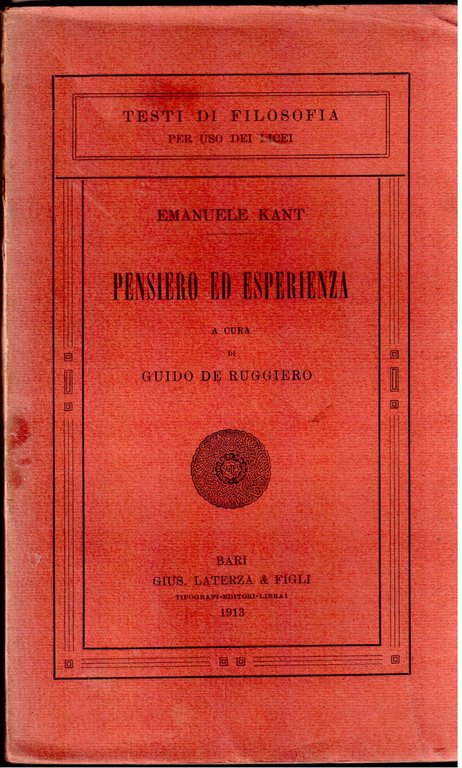 TESTI DI FILOSOFIA
PER USO DEI LICEI
EMANUELE KANT
PENSIERO ED ESPERIENZA
A CURA
DI
GUIDO DE RUGGIERO
BARI
GIUS. LATERZA & FIGLI
TIPOGRAFI-EDITORI-LIBRAI
1913